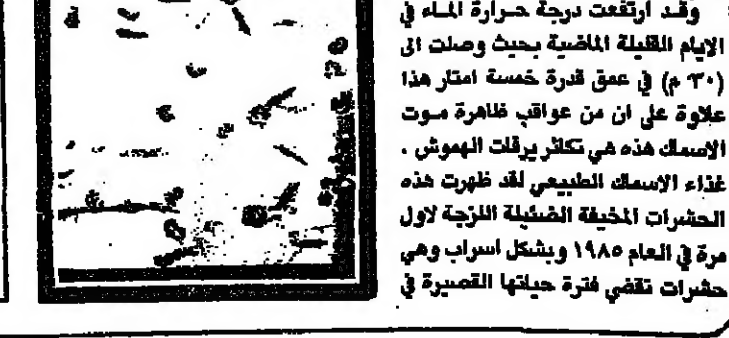 وقد ارتفعت درجة حرارة الماء في
الايام القليلة الماضية بحيث وصلت الى
(٣٠ م) في عمق قدرة خمسة امتار هذا
علاوة على ان من عواقب ظاهرة موت
الاسماك هذه هي تكاثر يرقات الهموش .
غذاء الاسماك الطبيعي لقد ظهرت هذه
الحشرات المخيفة الضئيلة اللزجة لاول
مرة في العام ١٩٨٥ وبشكل اسراب وهي
حشرات تقضي فترة حياتها القصيرة في